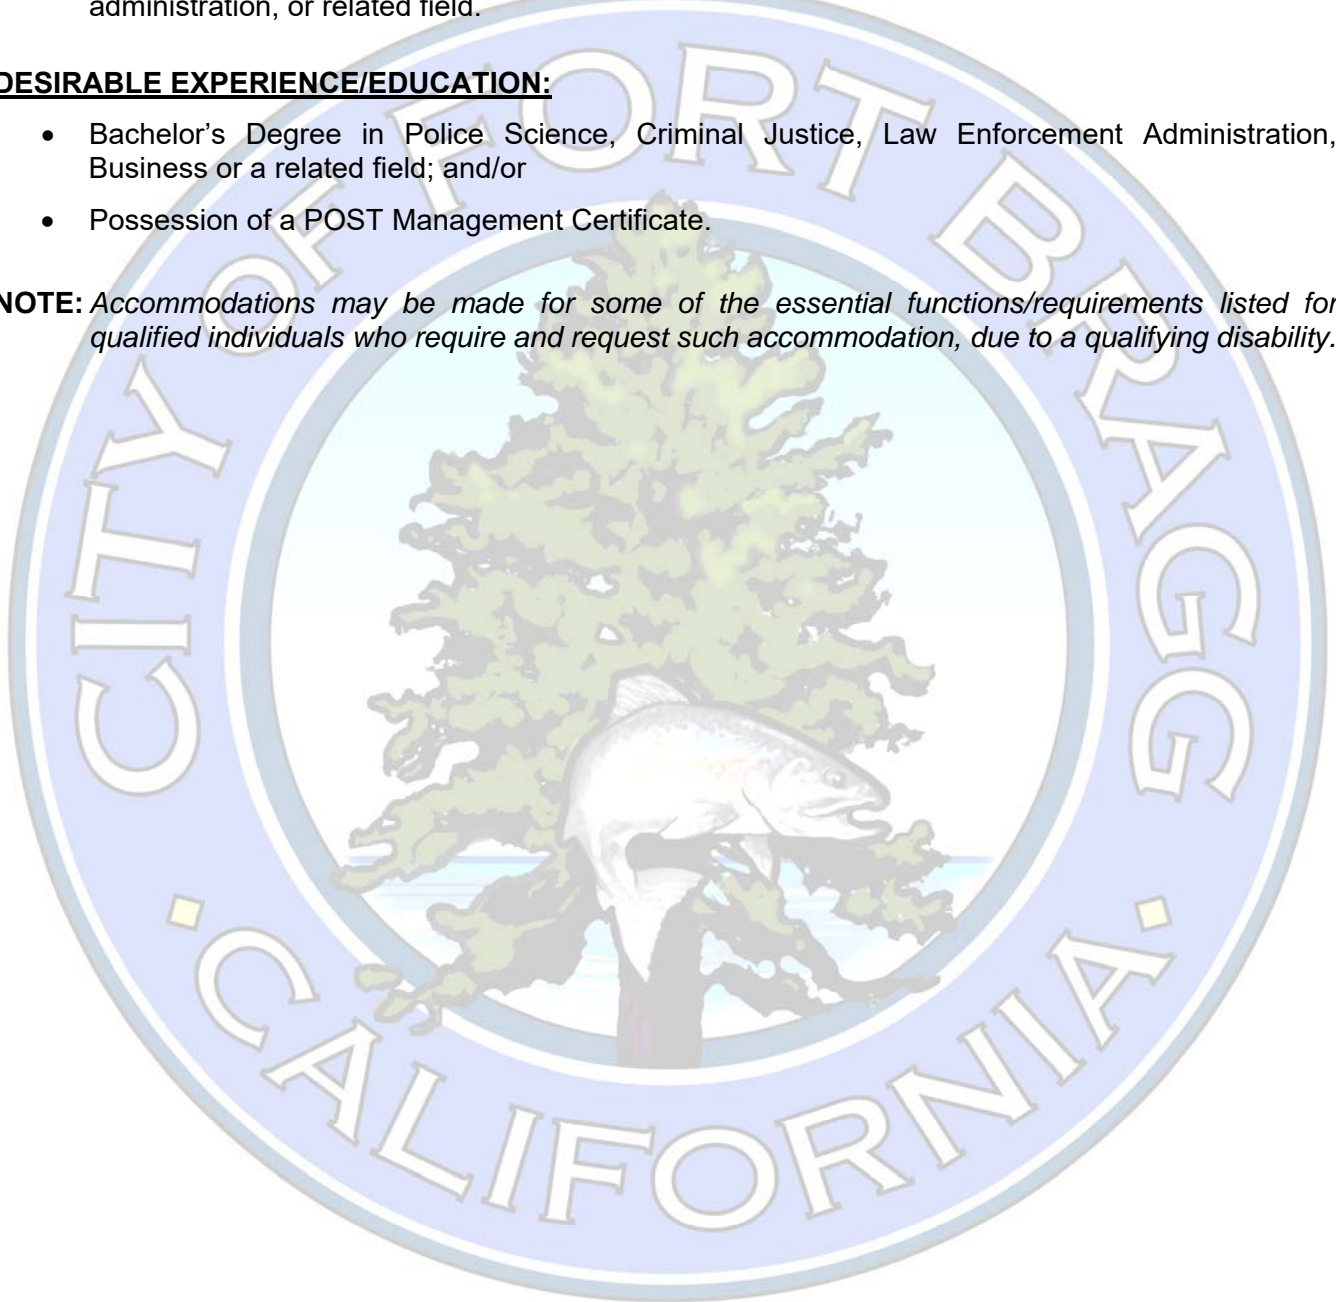 administration, or related field.
DESIRABLE EXPERIENCE/EDUCATION:
• Bachelor’s Degree in Police Science, Criminal Justice, Law Enforcement Administration,
Business or a related field; and/or
• Possession of a POST Management Certificate.
NOTE: Accommodations may be made for some of the essential functions/requirements listed for
qualified individuals who require and request such accommodation, due to a qualifying disability.
CITY OF FORT BRAGG
CALIFORNIA